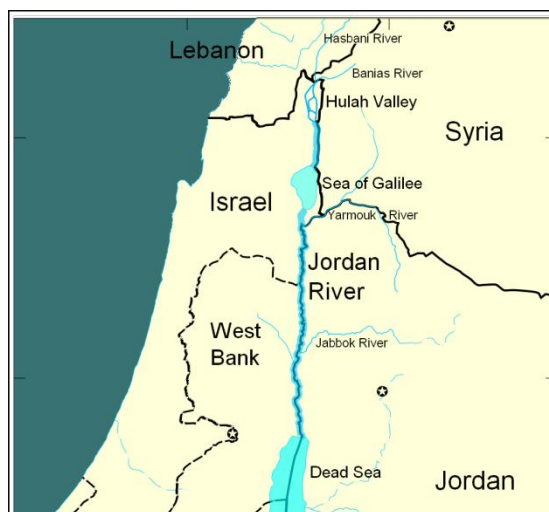 Hasbani River
Lebanon
Banias River
Hulah Valley
Syria
Sea of Galilee
Israel
Yarmouk River
Jordan
River
West
Bank
Jabbok River
Dead Sea
Jordan